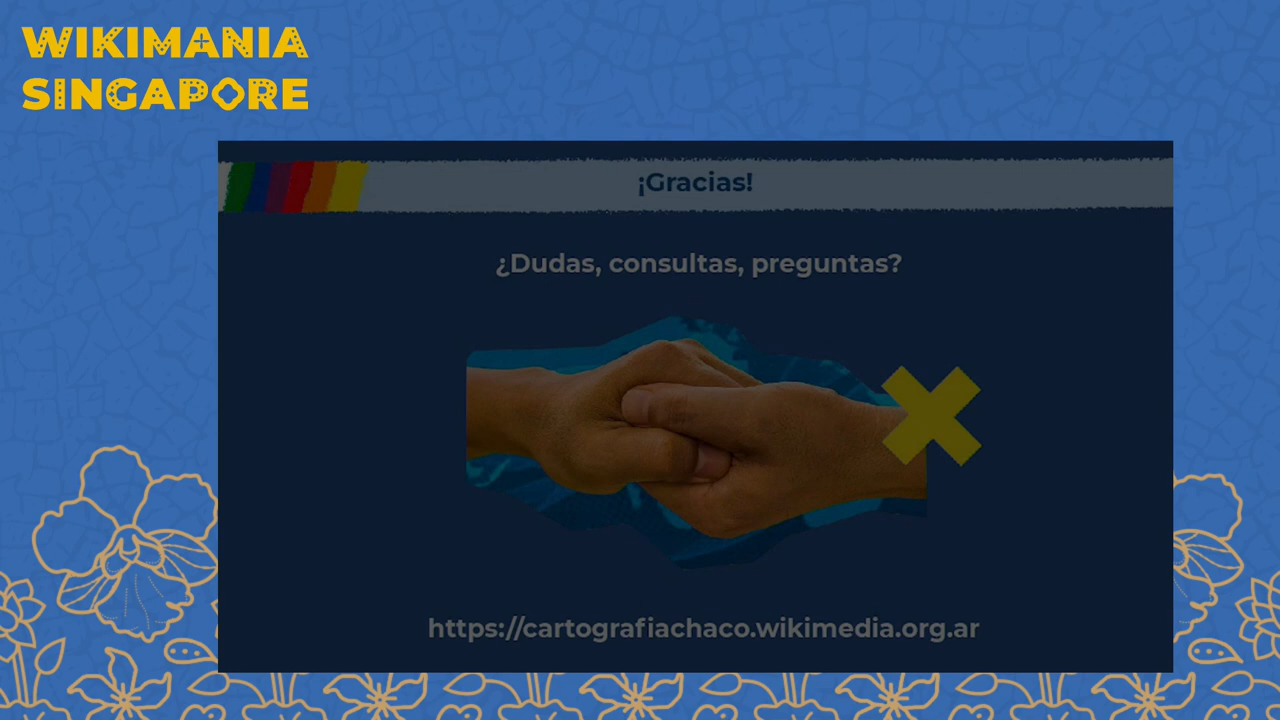 WIKIMANIA
SINGAPORE
¡Gracias!
¿Dudas, consultas, preguntas?
https://cartografiachaco.wikimedia.org.ar